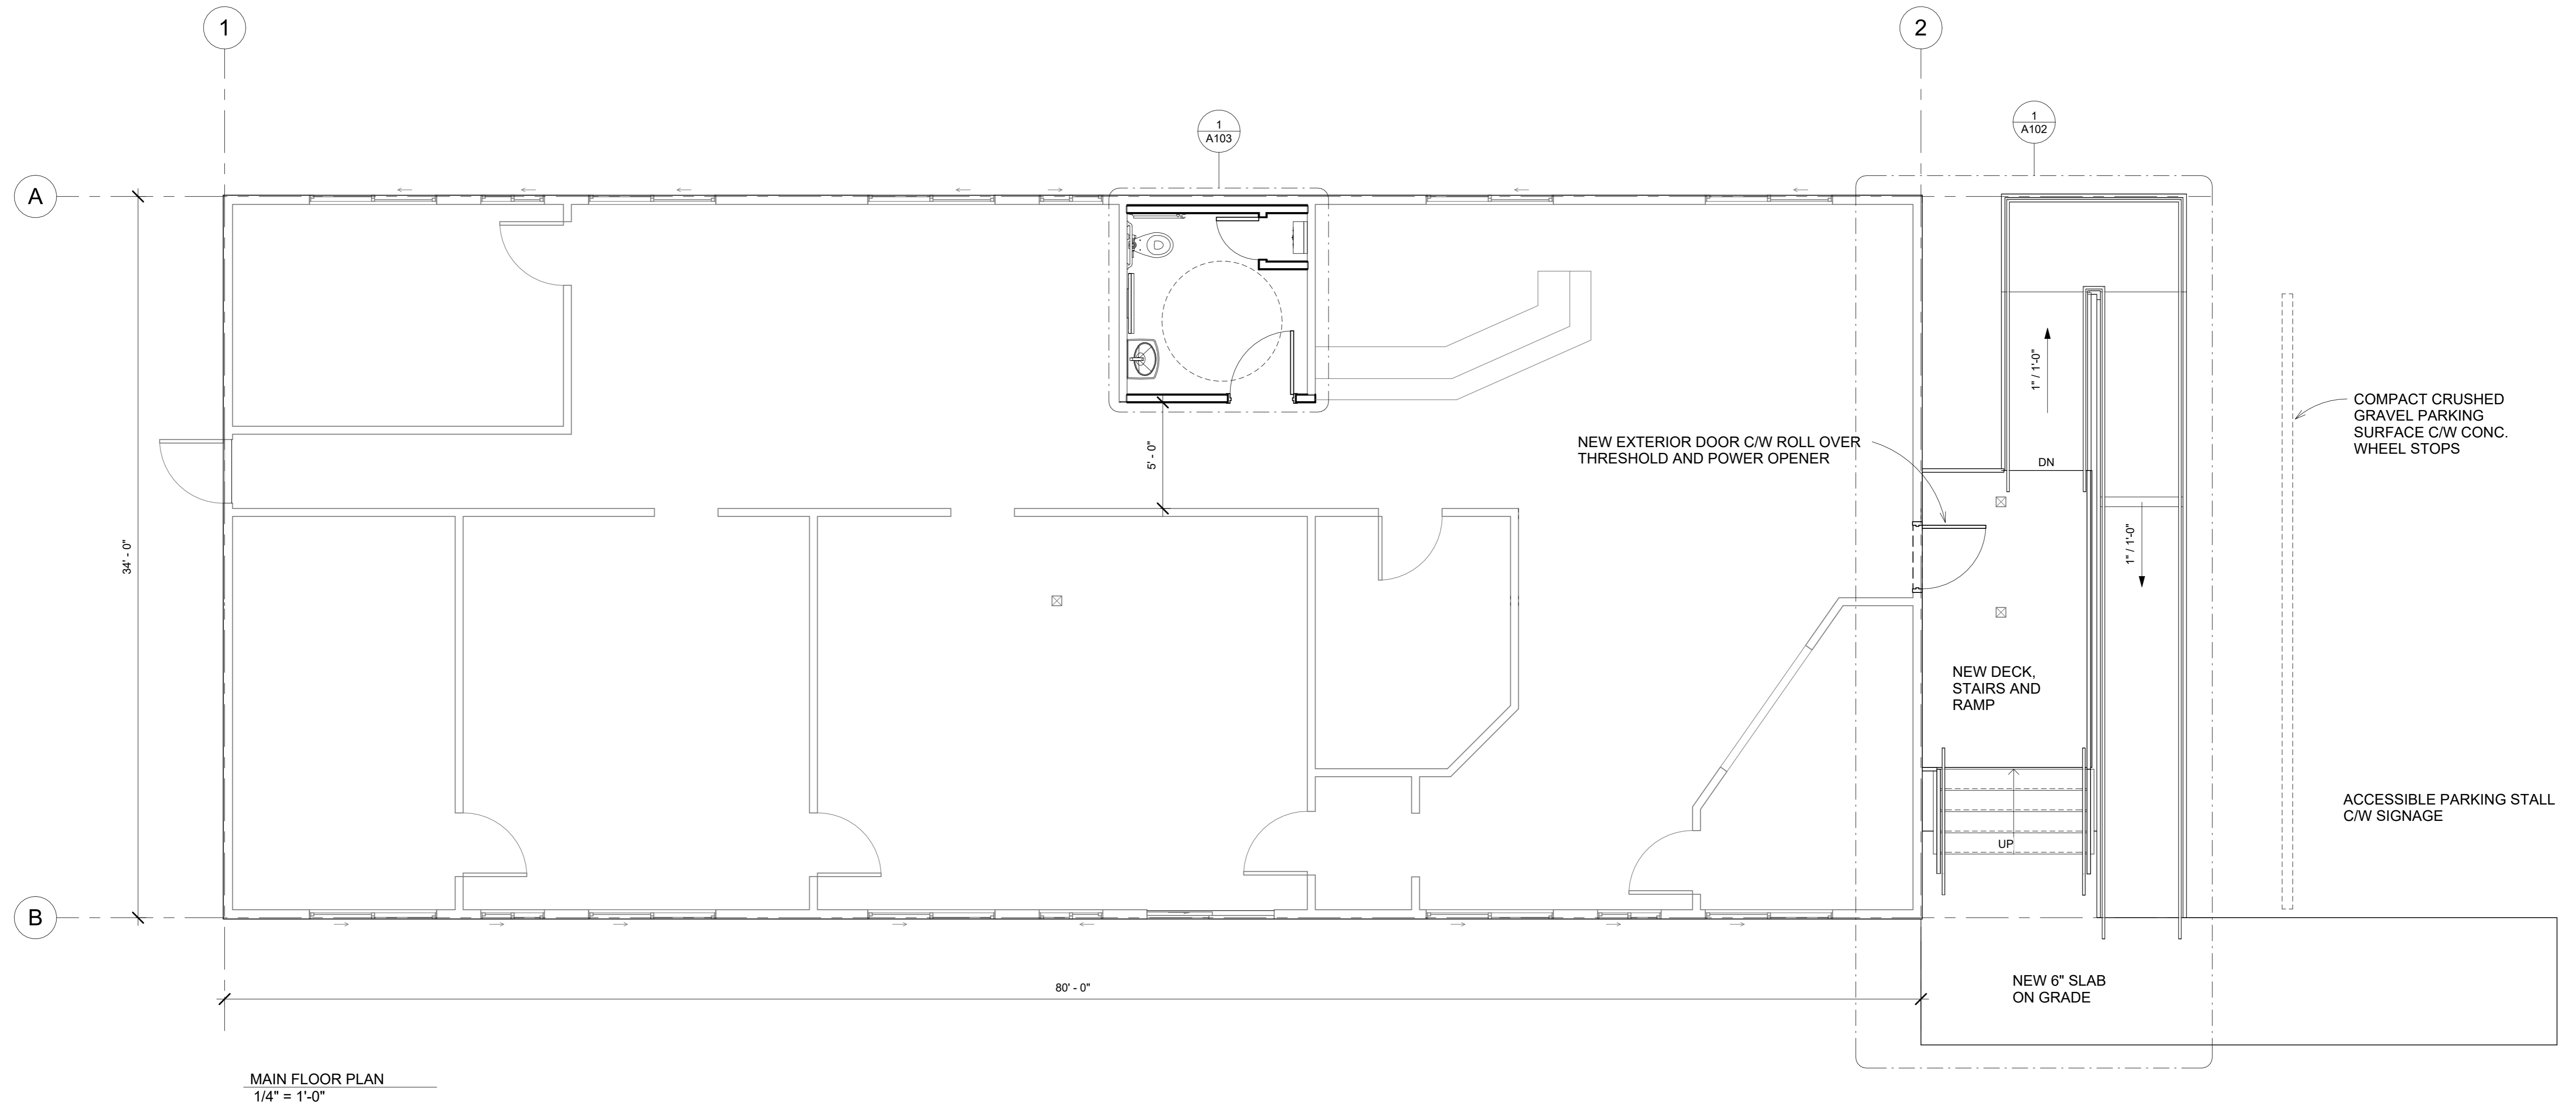 1
2
1
A103
1
A102
A
COMPACT CRUSHED
GRAVEL PARKING
SURFACE C/W CONC.
WHEEL STOPS
1" / 1'-0"
NEW EXTERIOR DOOR C/W ROLL OVER
THRESHOLD AND POWER OPENER
5' - 0"
DN
34' - 0"
1" / 1'-0"
NEW DECK,
STAIRS AND
RAMP
ACCESSIBLE PARKING STALL
C/W SIGNAGE
UP
B
80' - 0"
NEW 6" SLAB
ON GRADE
MAIN FLOOR PLAN
1/4" = 1'-0"